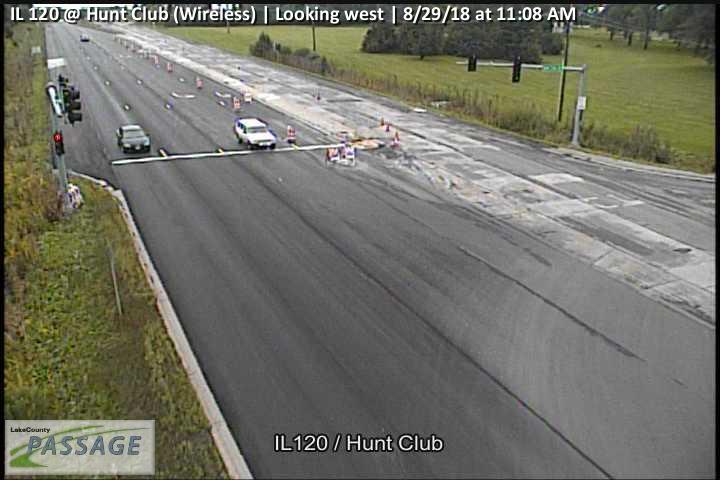 IL 120 @ Hunt Club (Wireless) | Looking west | 8/29/18 at 11:08 AM
IL120 / Hunt Club
LakeCounty
PASSAGE